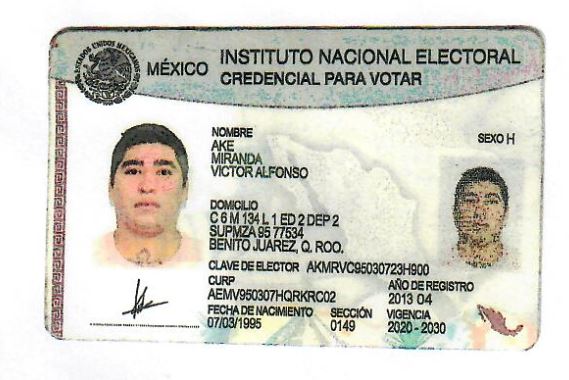 ESTADOS UNIDOS MEXICANOS
MÉXICO
INSTITUTO NACIONAL ELECTORAL
CREDENCIAL PARA VOTAR
NOMBRE
AKE
MIRANDA
VICTOR ALFONSO
SEXO H
DOMICILIO
C 6 M 134 L 1 ED 2 DEP 2
SUPMZA 95 77534
BENITO JUAREZ, Q. ROO.
CLAVE DE ELECTOR AKMRVC95030723H900
CURP
AEMV950307HQRKRC02
AÑO DE REGISTRO
2013 04
FECHA DE NACIMIENTO
07/03/1995
SECCIÓN
0149
VIGENCIA
2020 - 2030